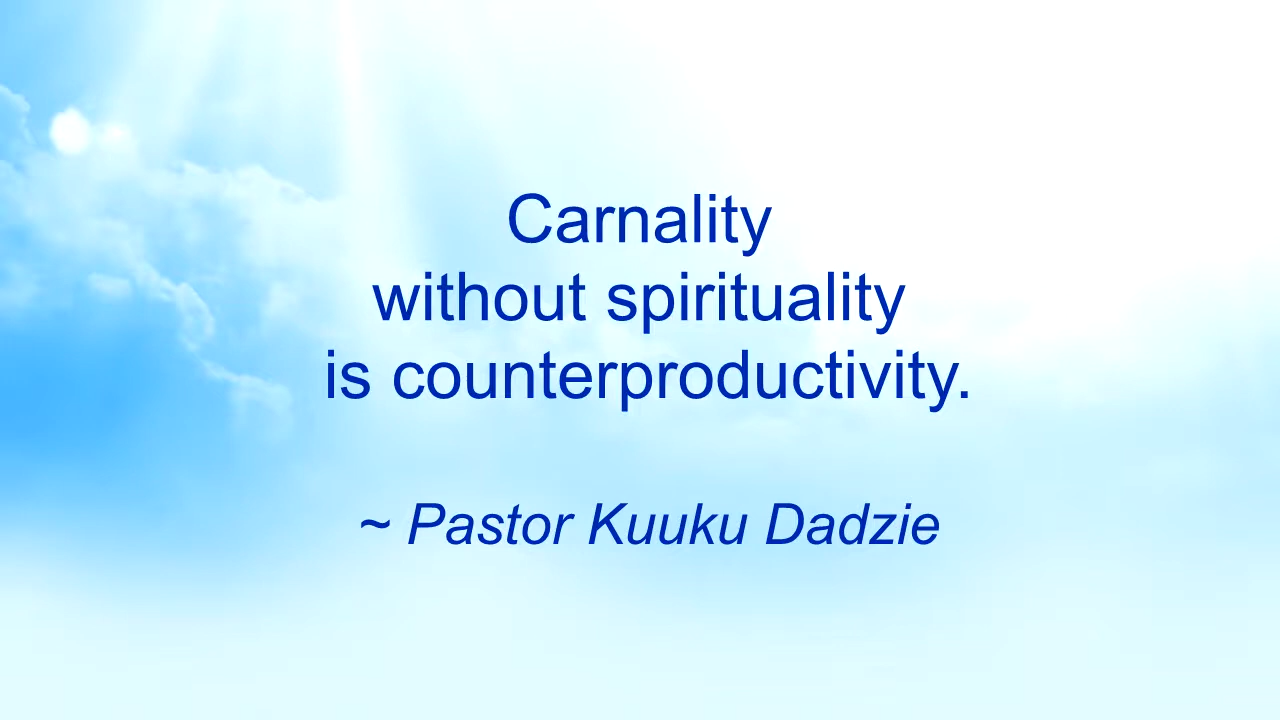 Carnality
without spirituality
is counterproductivity.
~ Pastor Kuuku Dadzie